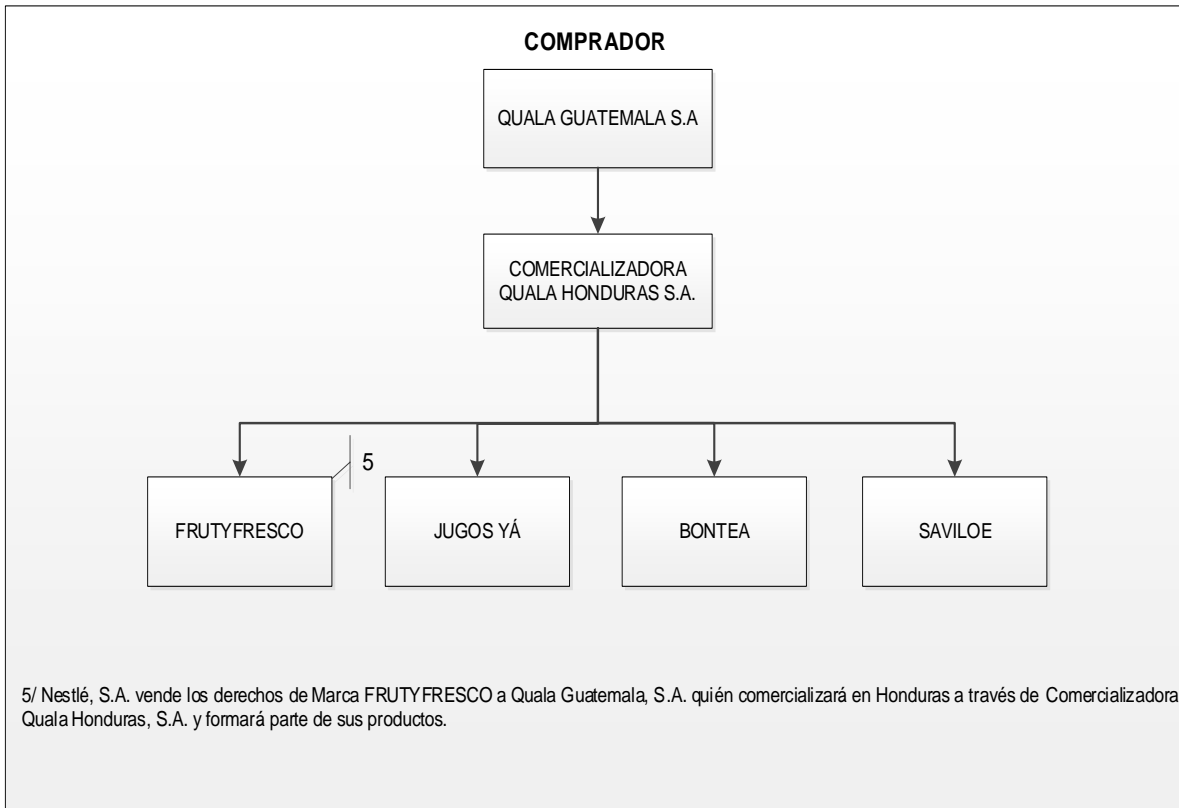 COMPRADOR
QUALA GUATEMALA S.A
COMERCIALIZADORA
QUALA HONDURAS S.A.
5
FRUTYFRESCO
JUGOS YÁ
BONTEA
SAVILOE
5/ Nestlé, S.A. vende los derechos de Marca FRUTYFRESCO a Quala Guatemala, S.A. quién comercializará en Honduras a través de Comercializadora
Quala Honduras, S.A. y formará parte de sus productos.